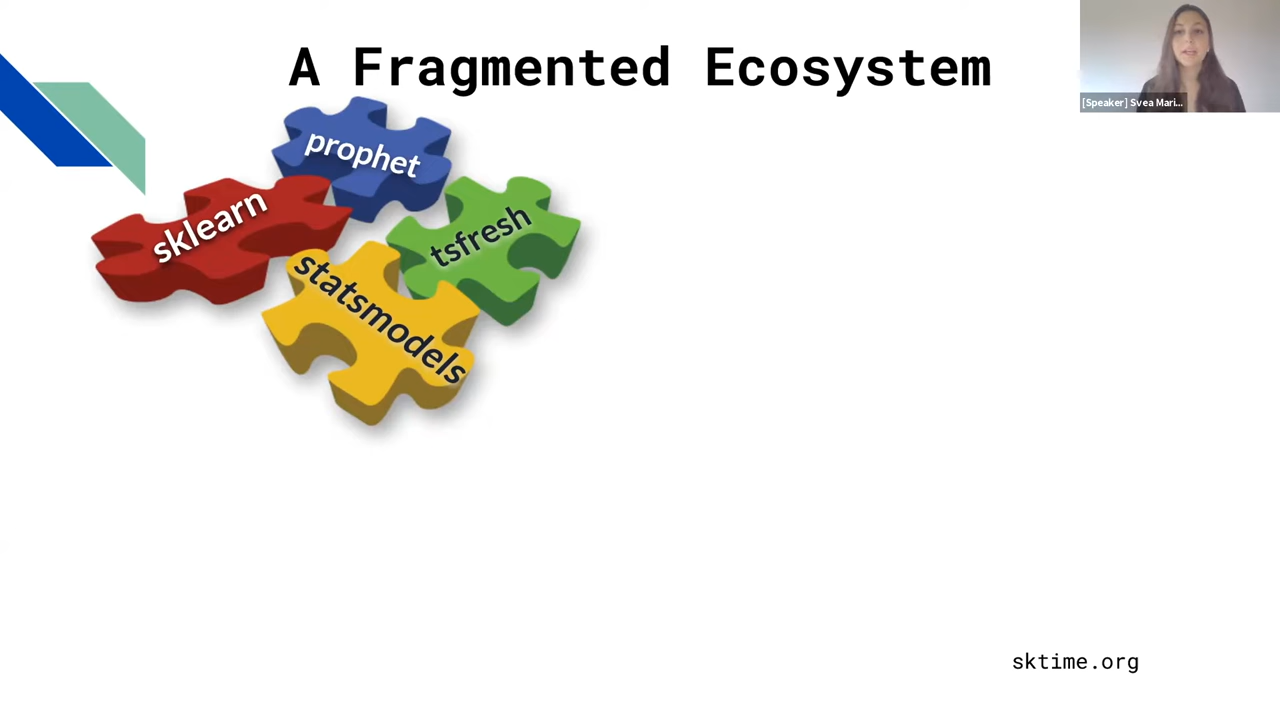 A Fragmented Ecosystem
[Speaker] Svea Mari...
prophet
sklearn
tsfresh
statsmodels
sktime.org